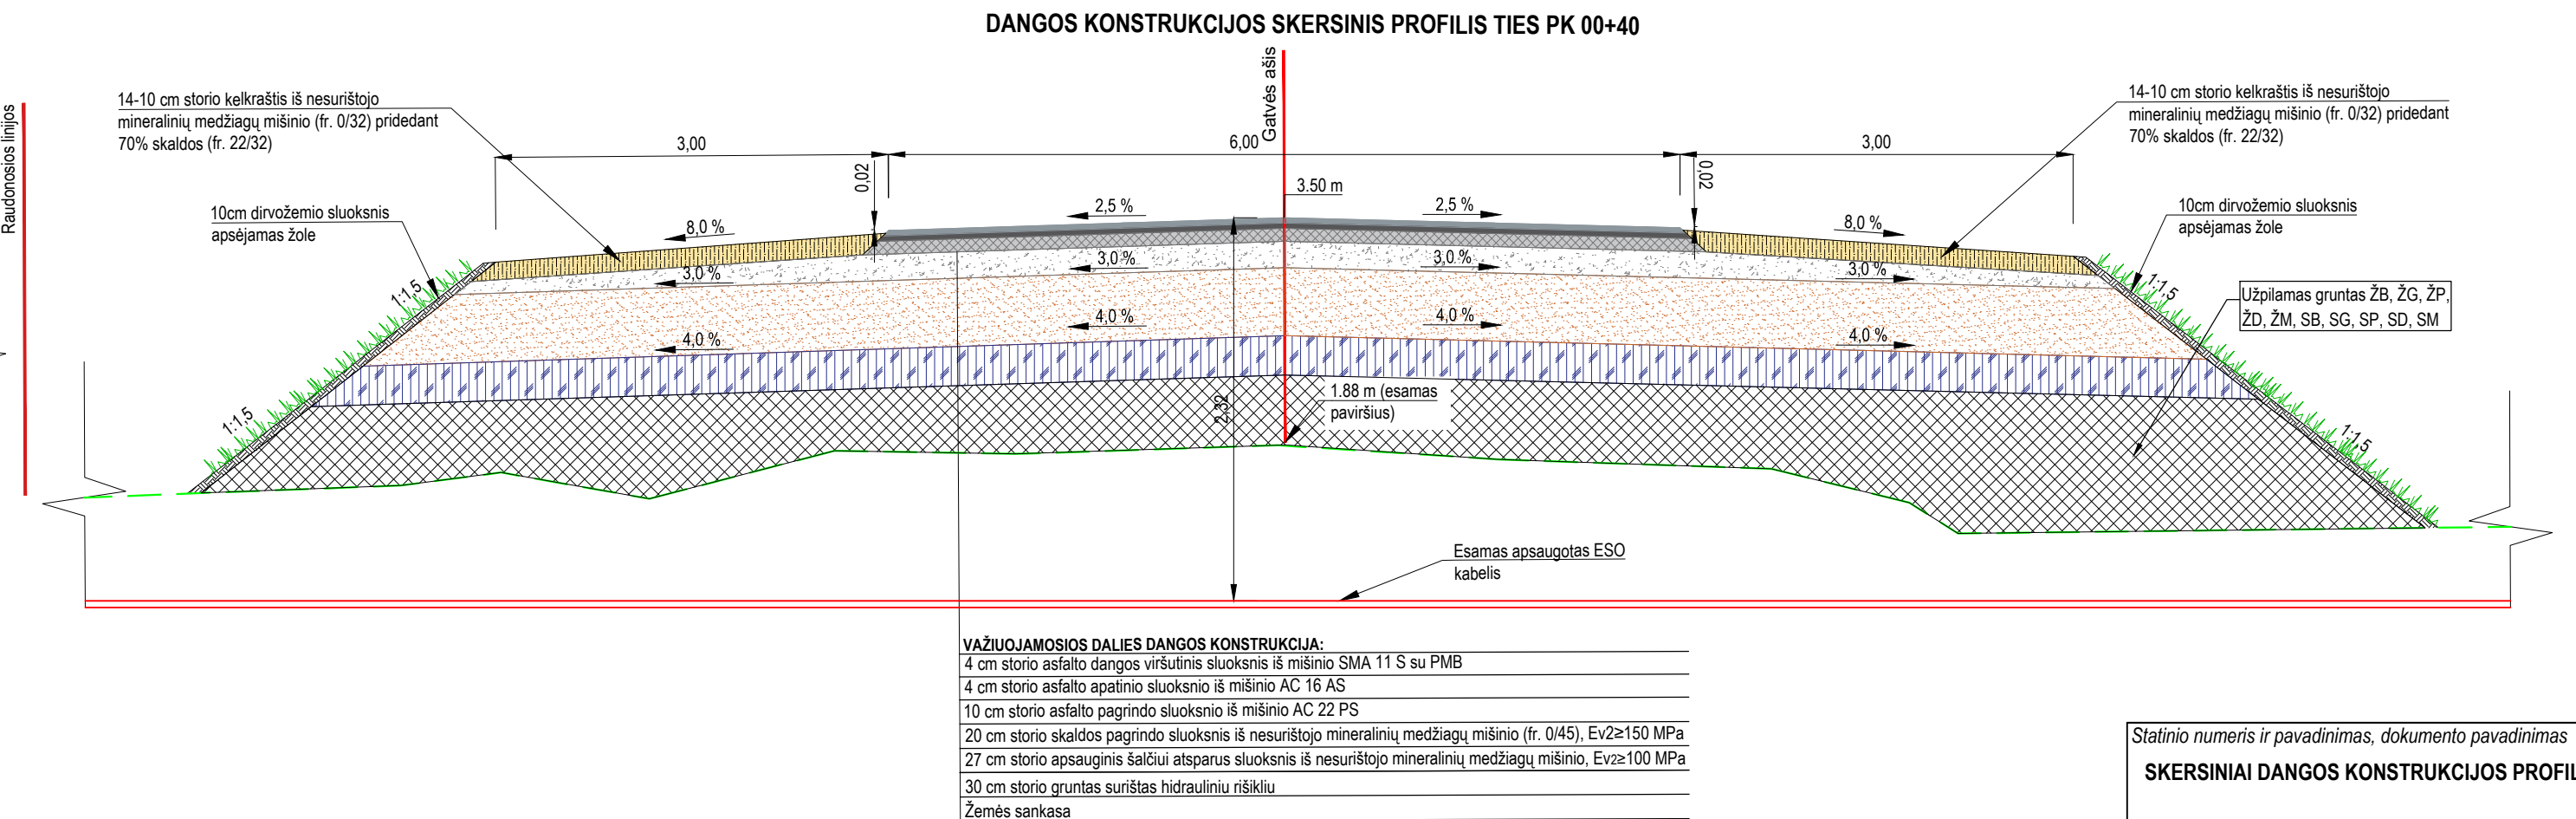 DANGOS KONSTRUKCIJOS SKERSINIS PROFILIS TIES PK 00+40
Raudonosios linijos
Gatvės ašis
14-10 cm storio kelkraštis iš nesurištojo
mineralinių medžiagų mišinio (fr. 0/32) pridedant
70% skaldos (fr. 22/32)
14-10 cm storio kelkraštis iš nesurištojo
mineralinių medžiagų mišinio (fr. 0/32) pridedant
70% skaldos (fr. 22/32)
3,00
6,00
3,00
0,02
0,02
3.50 m
10cm dirvožemio sluoksnis
apsėjamas žole
10cm dirvožemio sluoksnis
apsėjamas žole
8,0 %
2,5 %
2,5 %
8,0 %
3,0 %
3,0 %
3,0 %
3,0 %
1:1,5
1:1,5
Užpilamas gruntas ŽB, ŽG, ŽP,
ŽD, ŽM, SB, SG, SP, SD, SM
4,0 %
4,0 %
4,0 %
4,0 %
1:1,5
1:1,5
2,32
1.88 m (esamas
paviršius)
Esamas apsaugotas ESO
kabelis
VAŽIUOJAMOSIOS DALIES DANGOS KONSTRUKCIJA:
4 cm storio asfalto dangos viršutinis sluoksnis iš mišinio SMA 11 S su PMB
4 cm storio asfalto apatinio sluoksnio iš mišinio AC 16 AS
10 cm storio asfalto pagrindo sluoksnio iš mišinio AC 22 PS
20 cm storio skaldos pagrindo sluoksnis iš nesurištojo mineralinių medžiagų mišinio (fr. 0/45), Ev2≥150 MPa
27 cm storio apsauginis šalčiui atsparus sluoksnis iš nesurištojo mineralinių medžiagų mišinio, Ev2≥100 MPa
30 cm storio gruntas surištas hidrauliniu rišikliu
Žemės sankasa
Statinio numeris ir pavadinimas, dokumento pavadinimas
SKERSINIAI DANGOS KONSTRUKCIJOS PROFIL